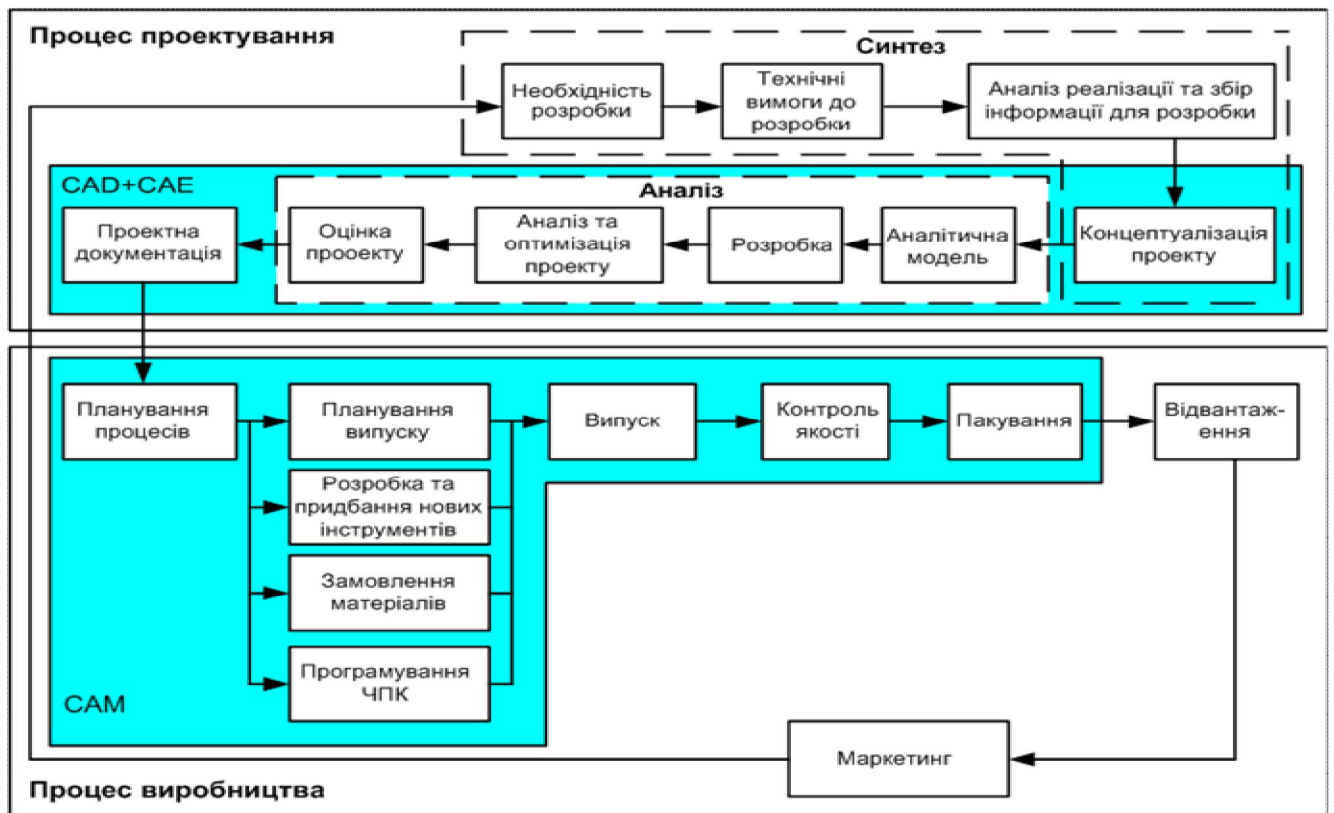 Процес проектування
Синтез
Необхідність
розробки
Технічні
вимоги до
розробки
Аналіз реалізації та збір
інформації для розробки
CAD+CAE
Аналіз
Проектна
документація
Оцінка
прооекту
Аналіз та
оптимізація
проекту
Розробка
Аналітична
модель
Концептуалізація
проекту
Планування
процесів
Планування
випуску
Випуск
Контроль
якості
Пакування
Відвантаж-
ення
Розробка та
придбання нових
інструментів
Замовлення
матеріалів
Програмування
ЧПК
CAM
Маркетинг
Процес виробництва